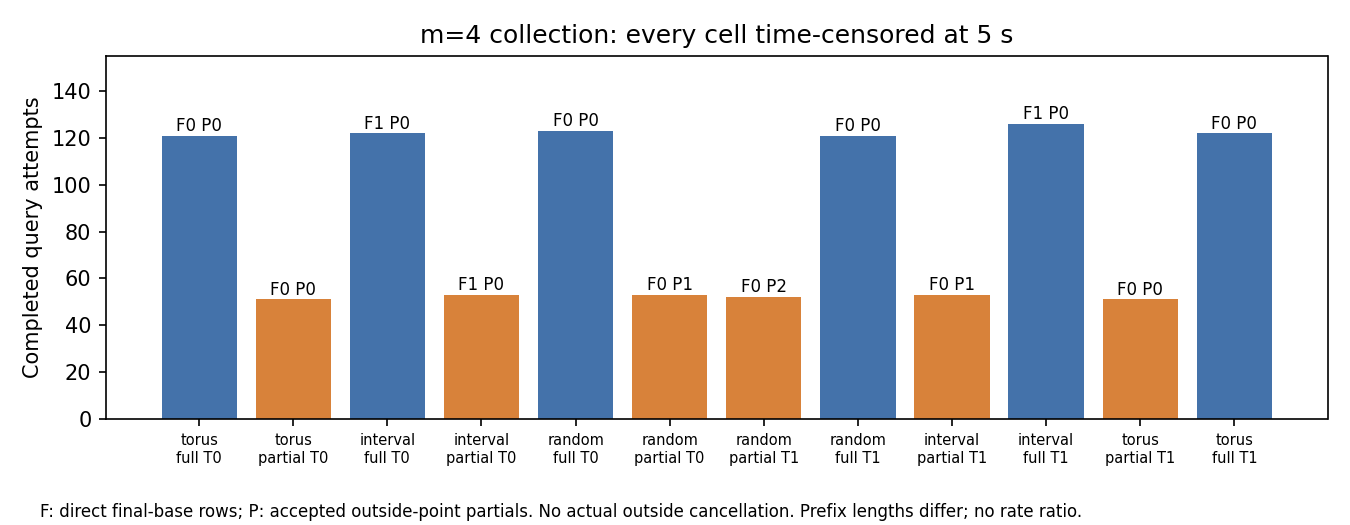 m=4 collection: every cell time-censored at 5 s
Completed query attempts
140
120
100
80
60
40
20
0
F0 P0
F0 P0
F1 P0
F1 P0
F0 P0
F0 P1
F0 P2
F0 P0
F0 P1
F1 P0
F0 P0
F0 P0
torus
full T0
torus
partial T0
interval
full T0
interval
partial T0
random
full T0
random
partial T0
random
partial T1
random
full T1
interval
partial T1
interval
full T1
torus
partial T1
torus
full T1
F: direct final-base rows; P: accepted outside-point partials. No actual outside cancellation. Prefix lengths differ; no rate ratio.